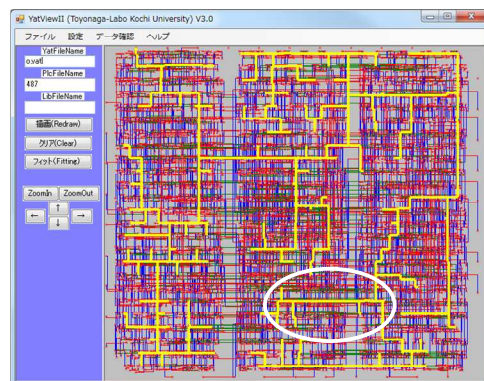 YatViewII (Toyonaga-Labo Kochi University) V3.0
ファイル 設定 データ確認 ヘルプ
YatFileName
o.yat
PlcFileName
487
LibFileName
描画(Redraw)
クリア(Clear)
フィット(Fitting)
ZoomIn ZoomOut
↑
← →
↓